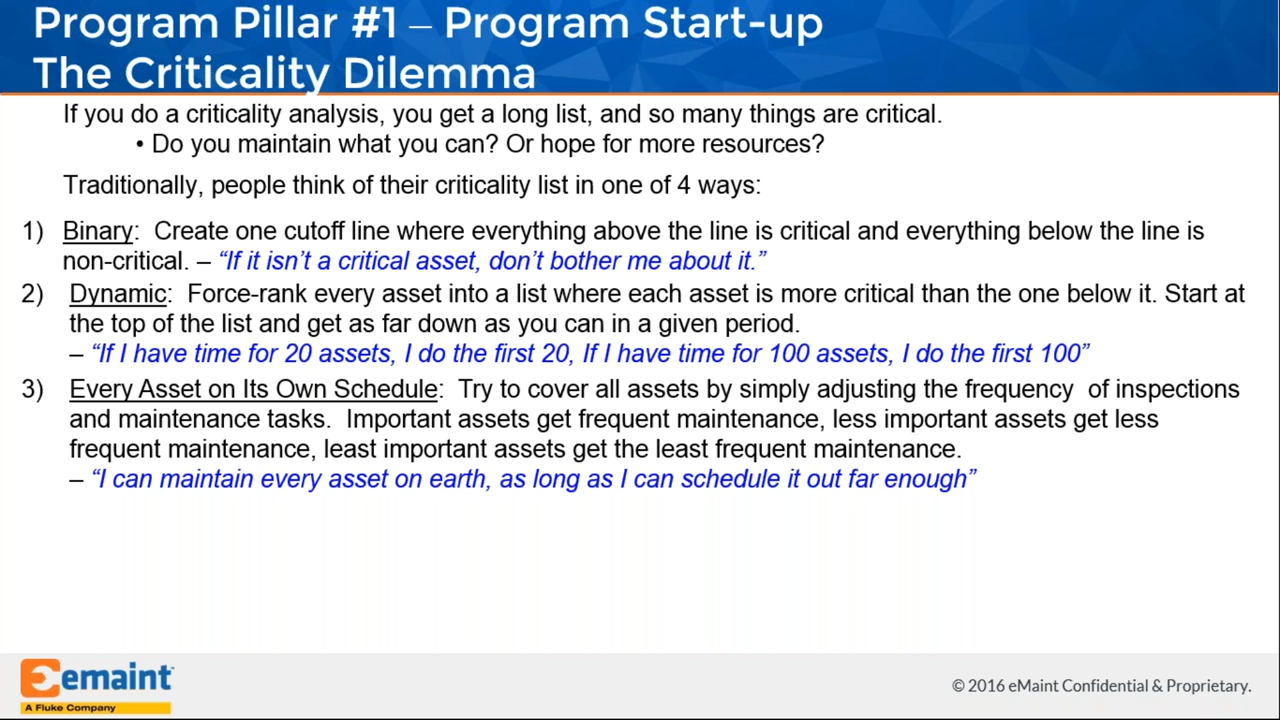 Program Pillar #1 – Program Start-up
The Criticality Dilemma
If you do a criticality analysis, you get a long list, and so many things are critical.
• Do you maintain what you can? Or hope for more resources?
Traditionally, people think of their criticality list in one of 4 ways:
1) Binary: Create one cutoff line where everything above the line is critical and everything below the line is
non-critical. – “If it isn’t a critical asset, don’t bother me about it.”
2) Dynamic: Force-rank every asset into a list where each asset is more critical than the one below it. Start at
the top of the list and get as far down as you can in a given period.
– “If I have time for 20 assets, I do the first 20, If I have time for 100 assets, I do the first 100”
3) Every Asset on Its Own Schedule: Try to cover all assets by simply adjusting the frequency of inspections
and maintenance tasks. Important assets get frequent maintenance, less important assets get less
frequent maintenance, least important assets get the least frequent maintenance.
– “I can maintain every asset on earth, as long as I can schedule it out far enough”
emaint™
A Fluke Company
© 2016 eMaint Confidential & Proprietary.